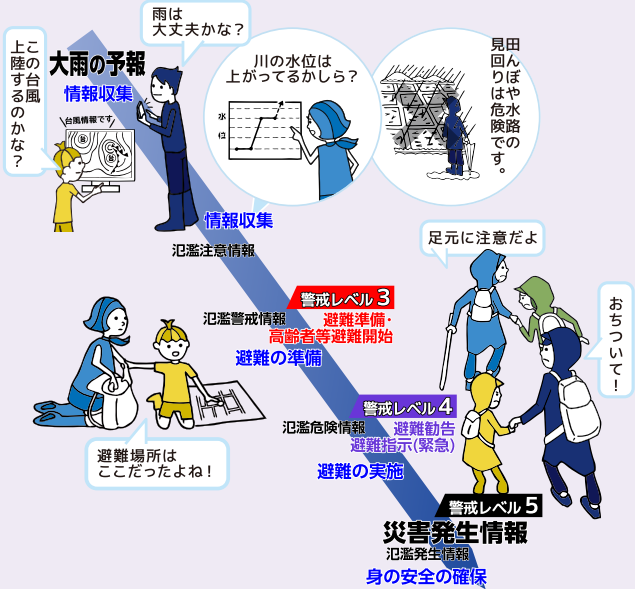 雨は
大丈夫かな？
この台風
上陸するのかな？
大雨の予報
情報収集
台風情報です
川の水位は
上がってるかしら？
水位
田んぼや水路の
見回りは危険です。
情報収集
氾濫注意情報
足元に注意だよ
警戒レベル3
氾濫警戒情報
避難準備・
高齢者等避難開始
避難の準備
おちついて！
警戒レベル4
氾濫危険情報
避難勧告
避難指示(緊急)
避難場所は
ここだったよね！
避難の実施
警戒レベル5
災害発生情報
氾濫発生情報
身の安全の確保